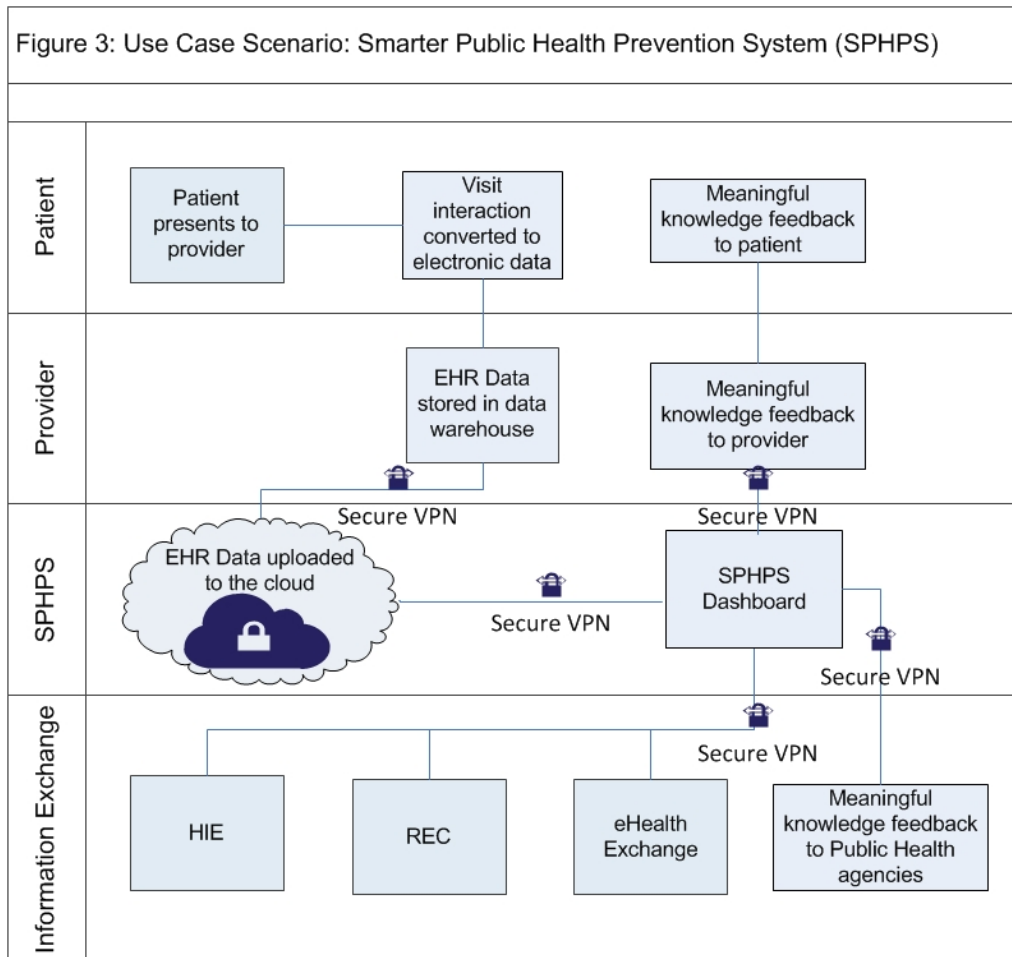 Figure 3: Use Case Scenario: Smarter Public Health Prevention System (SPHPS)
Patient
Patient
presents to
provider
Visit
interaction
converted to
electronic data
Meaningful
knowledge feedback
to patient
Provider
EHR Data
stored in data
warehouse
Meaningful
knowledge feedback
to provider
Secure VPN
Secure VPN
SPHPS
EHR Data uploaded
to the cloud
Secure VPN
SPHPS
Dashboard
Secure VPN
Information Exchange
Secure VPN
HIE
REC
eHealth
Exchange
Meaningful
knowledge feedback
to Public Health
agencies